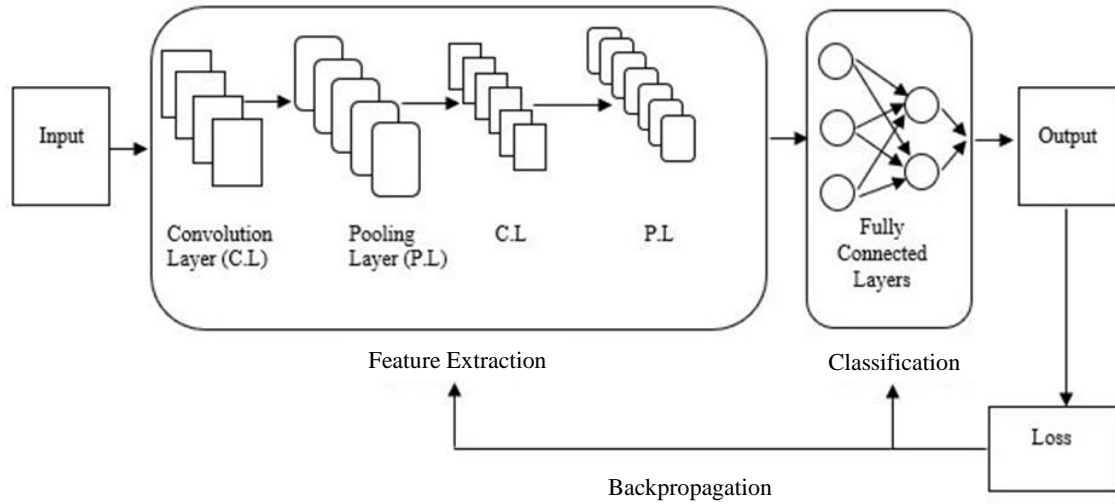 Input
Convolution
Layer (C.L)
Pooling
Layer (P.L)
C.L
P.L
Fully
Connected
Layers
Output
Feature Extraction
Classification
Loss
Backpropagation